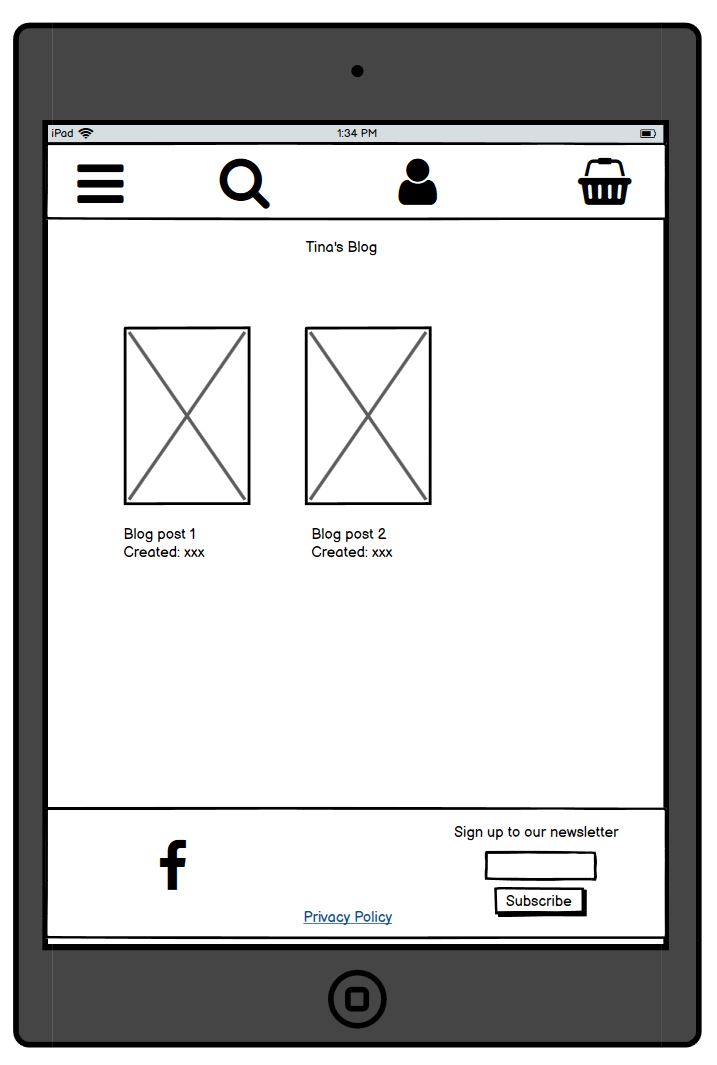 iPad 1:34 PM
Tina's Blog
Blog post 1 Blog post 2
Created: xxx Created: xxx
Sign up to our newsletter
Subscribe
Privacy Policy